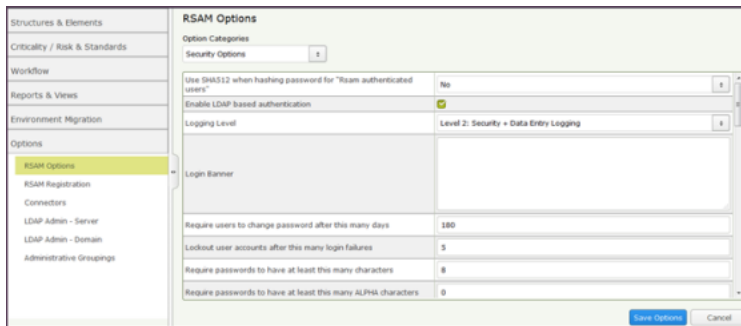 Structures & Elements
Criticality / Risk & Standards
Workflow
Reports & Views
Environment Migration
Options
RSAM Options
RSAM Registration
Connectors
LDAP Admin - Server
LDAP Admin - Domain
Administrative Groupings
RSAM Options
Option Categories
Security Options
Use SHA512 when hashing password for "Rsam authenticated
users"
No
Enable LDAP based authentication
Logging Level
Level 2: Security + Data Entry Logging
Login Banner
Require users to change password after this many days
180
Lockout user accounts after this many login failures
5
Require passwords to have at least this many characters
8
Require passwords to have at least this many ALPHA characters
0
Save Options
Cancel